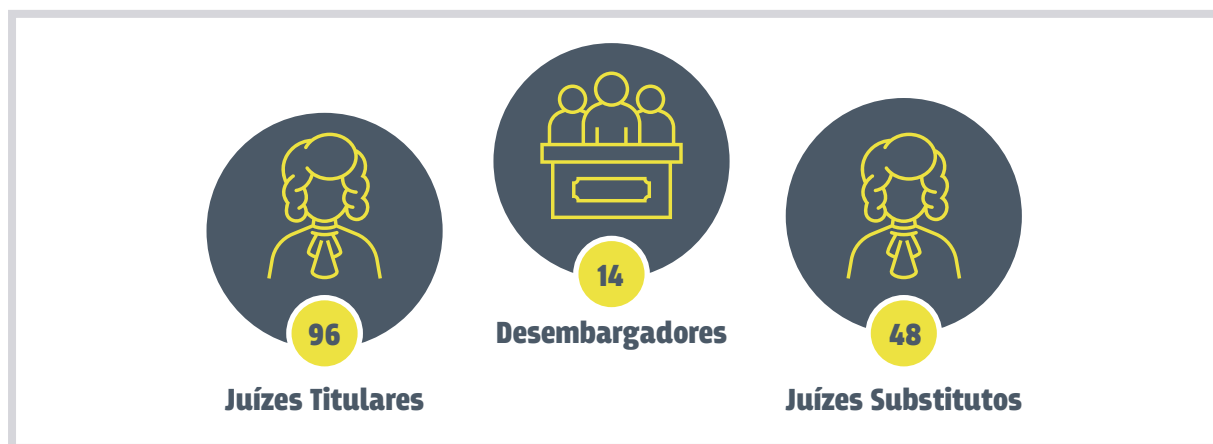 96
Juízes Titulares
14
Desembargadores
48
Juízes Substitutos